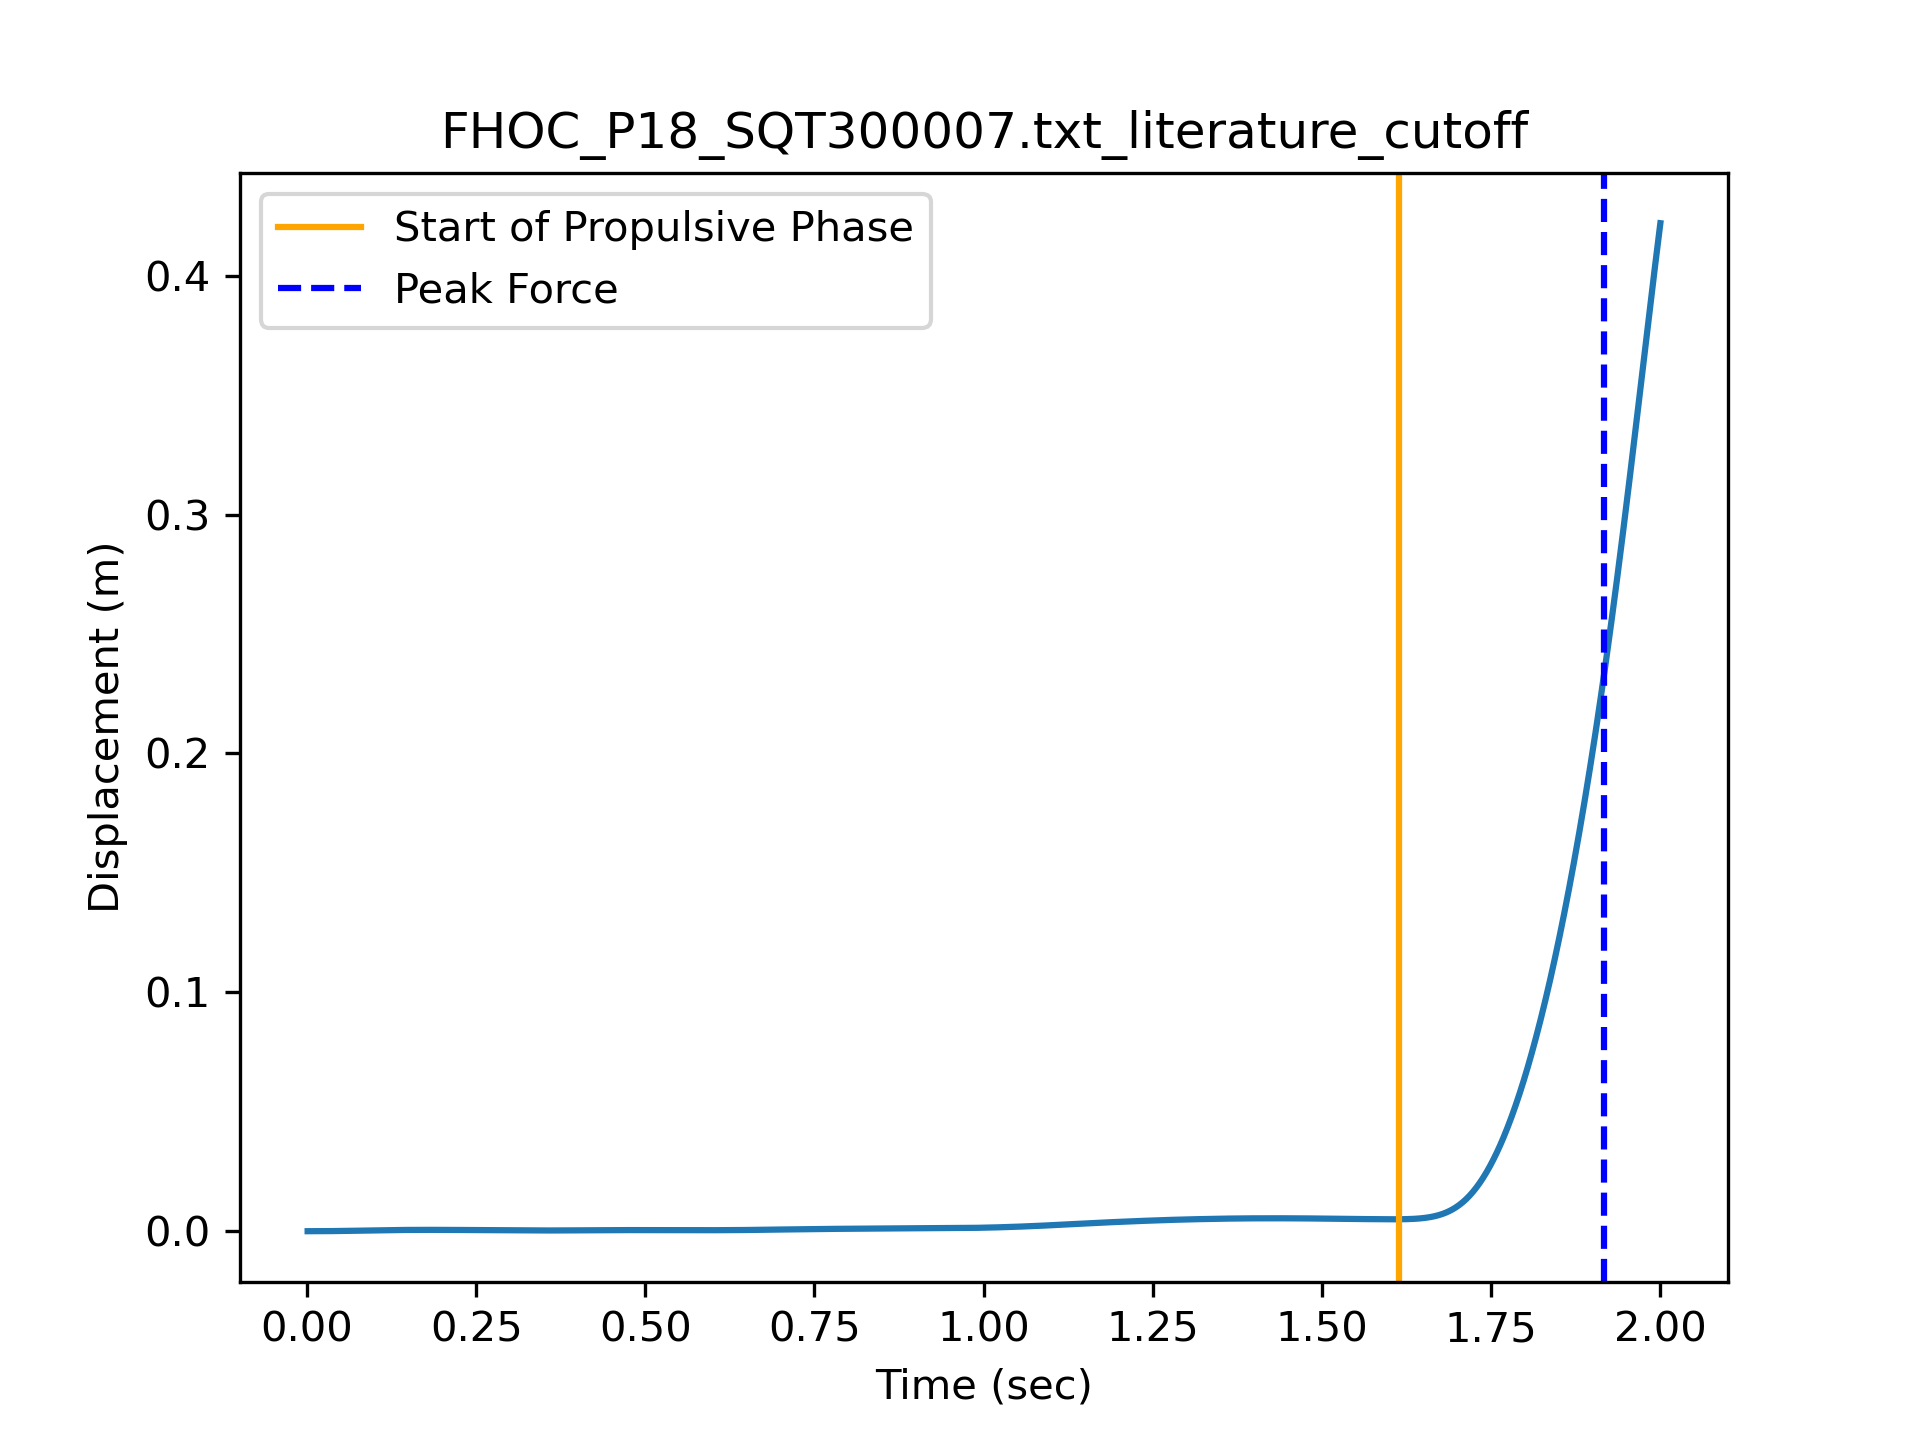 FHOC_P18_SQT300007.txt_literature_cutoff
Start of Propulsive Phase
Peak Force
0.4
0.3
0.2
0.1
0.0
Displacement (m)
0.00 0.25 0.50 0.75 1.00 1.25 1.50 1.75 2.00
Time (sec)